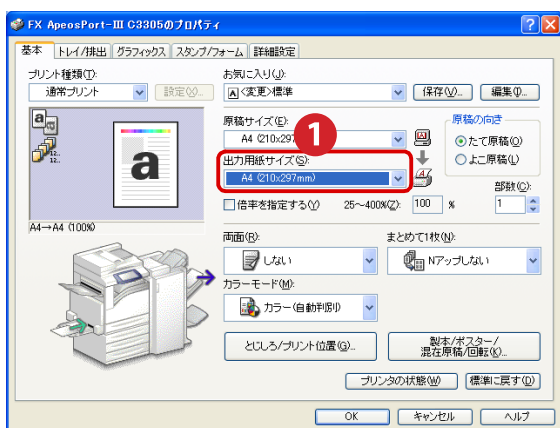 FX ApeosPort-III C3305のプロパティ
基本 トレイ/排出 グラフィックス スタンプ/フォーム 詳細設定
プリント種類(T):
通常プリント 設定(X)...
お気に入り(J):
A <変更>標準 保存(V)... 編集(I)...
原稿サイズ(E):
A4 (210x297
1
原稿の向き
たて原稿(O)
よこ原稿(L)
出力用紙サイズ(S):
A4 (210x297mm)
倍率を指定する(Y) 25～400%(Z): 100 %
部数(C):
1
a
12..
12..
a
A4→A4 (100%)
両面(R):
しない
まとめて1枚(N):
Nアップしない
カラーモード(M):
カラー(自動判別)
とじしろ/プリント位置(G)...
製本/ポスター/
混在原稿/回転(K)...
プリンタの状態(W) 標準に戻す(D)
OK キャンセル ヘルプ